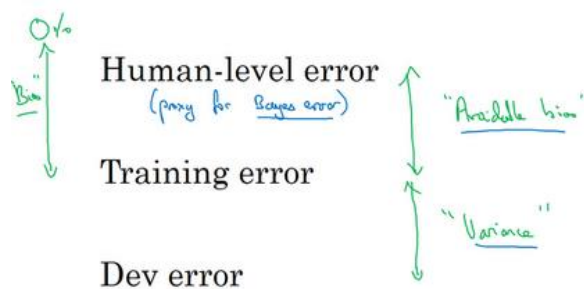 0%
Human-level error
"Bias"
(proxy for Bayes error)
"Avoidable bias"
Training error
"Variance"
Dev error